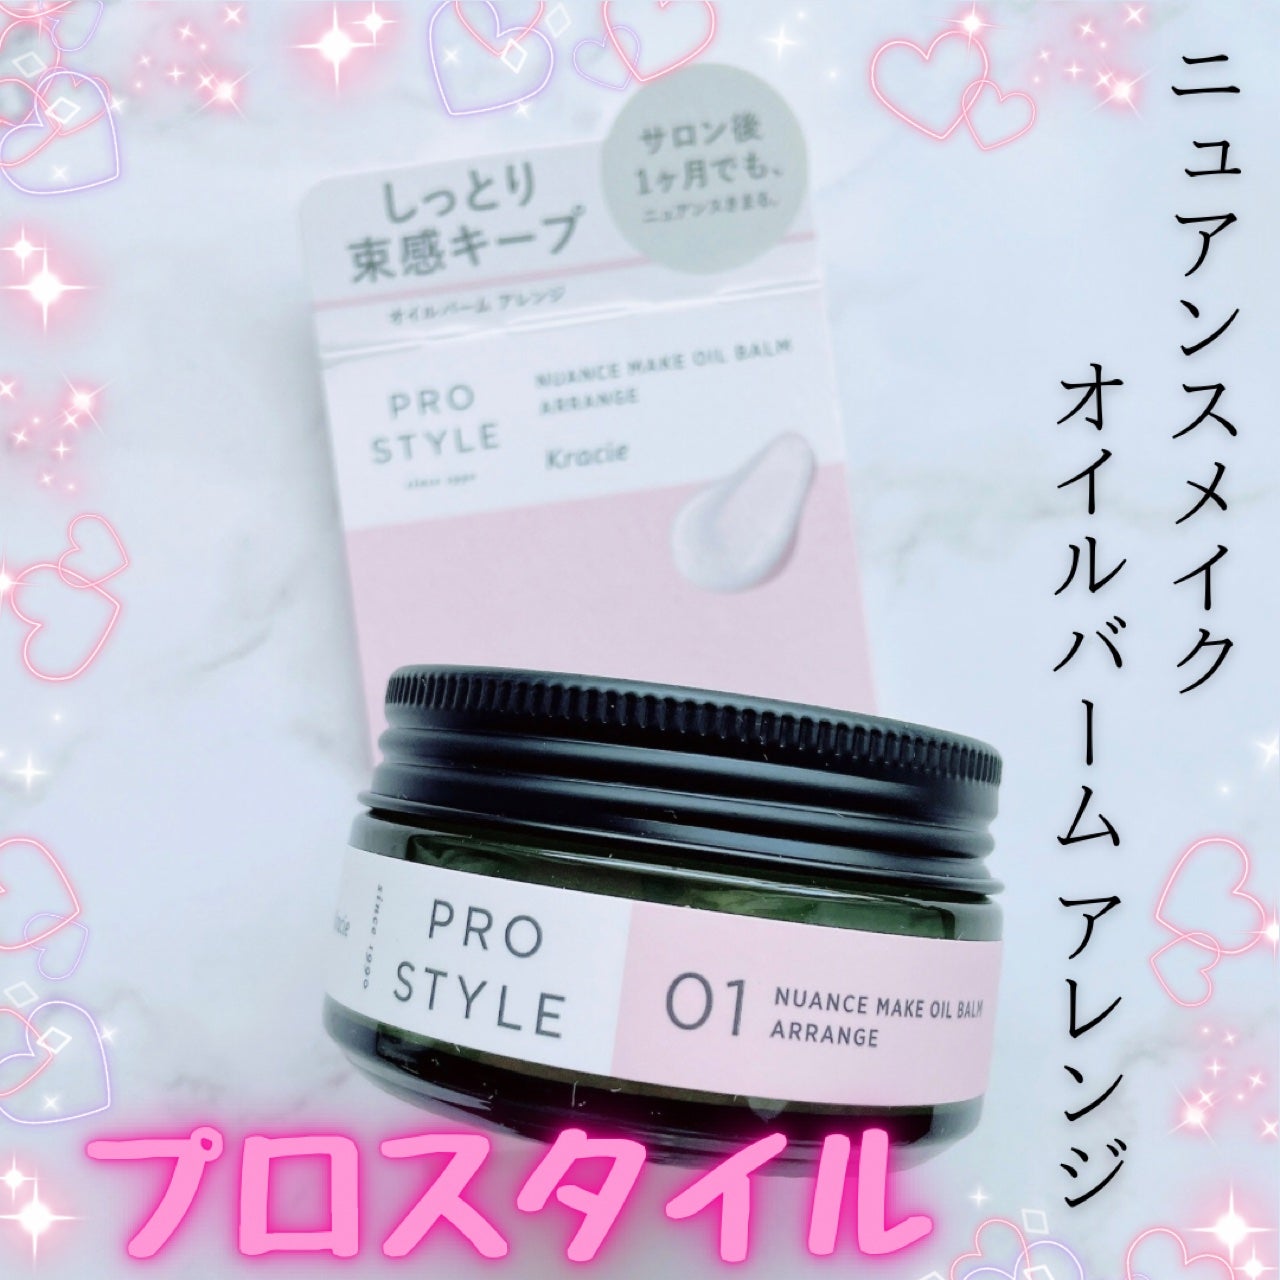 ニュアンスメイク
オイルバーム アレンジ
サロン後
1ヶ月でも、
ニュアンスきまる。
しっとり
束感キープ
オイルバーム アレンジ
PRO
STYLE
since 1990
NUANCE MAKE OIL BALM
ARRANGE
Kracie
since 1990
PRO
STYLE
01
NUANCE MAKE OIL BALM
ARRANGE
プロスタイル